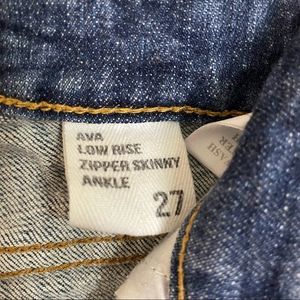 AVA
LOW RISE
ZIPPER SKINNY
ANKLE
27